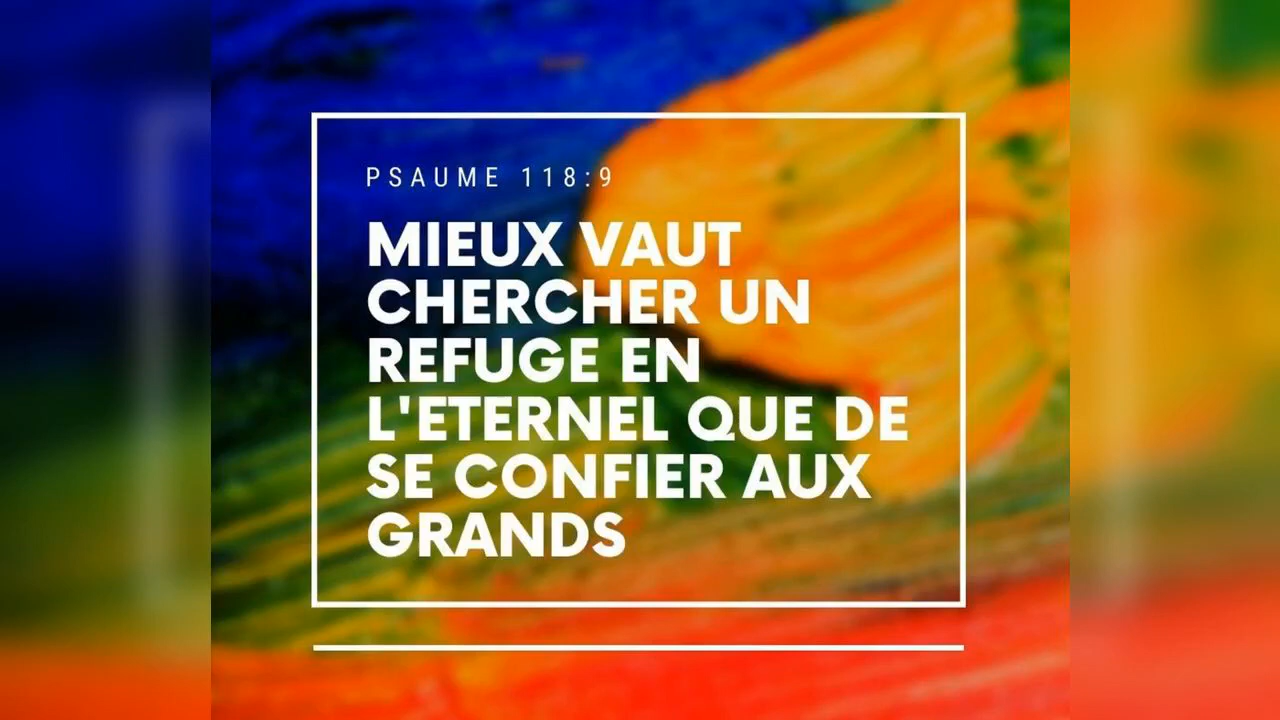 PSAUME 118:9
MIEUX VAUT
CHERCHER UN
REFUGE EN
L'ETERNEL QUE DE
SE CONFIER AUX
GRANDS